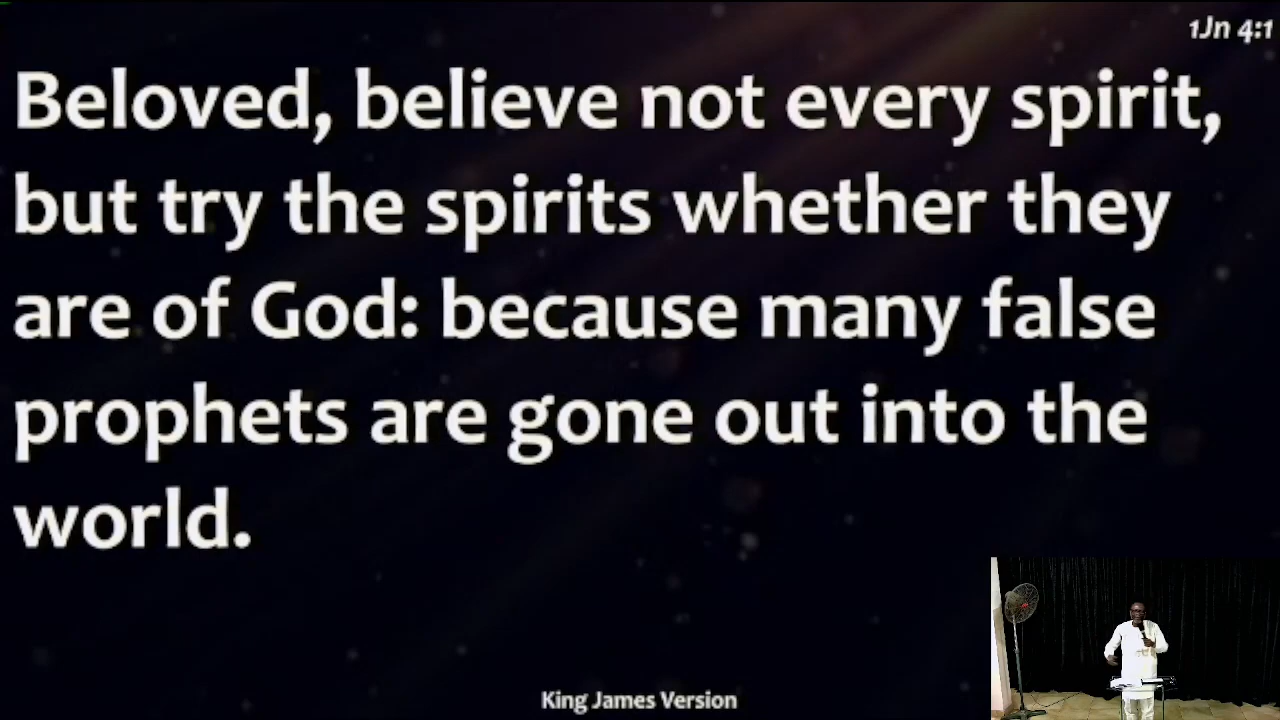 1Jn 4:1
Beloved, believe not every spirit,
but try the spirits whether they
are of God: because many false
prophets are gone out into the
world.
King James Version